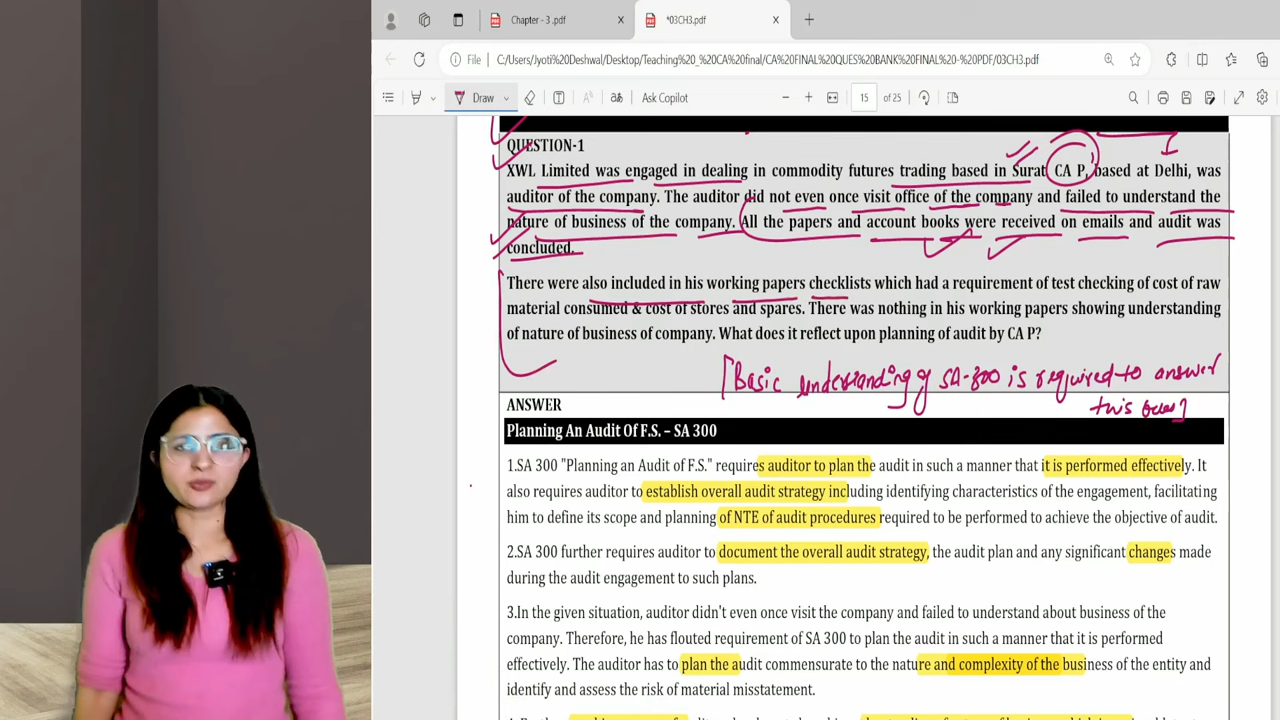 Chapter - 3 .pdf
*03CH3.pdf
File
C:/Users/Jyoti%20Deshwal/Desktop/Teaching%20_%20CA%20final/CA%20FINAL%20QUES%20BANK%20FINAL%20-%20PDF/03CH3.pdf
Draw
Ask Copilot
15 of 25
QUESTION-1
XWL Limited was engaged in dealing in commodity futures trading based in Surat CA P, based at Delhi, was
auditor of the company. The auditor did not even once visit office of the company and failed to understand the
nature of business of the company. All the papers and account books were received on emails and audit was
concluded.
There were also included in his working papers checklists which had a requirement of test checking of cost of raw
material consumed & cost of stores and spares. There was nothing in his working papers showing understanding
of nature of business of company. What does it reflect upon planning of audit by CA P?
[Basic understanding of SA-300 is required to answer
this Ques]
ANSWER
Planning An Audit Of F.S. – SA 300
1.SA 300 "Planning an Audit of F.S." requires auditor to plan the audit in such a manner that it is performed effectively. It
also requires auditor to establish overall audit strategy including identifying characteristics of the engagement, facilitating
him to define its scope and planning of NTE of audit procedures required to be performed to achieve the objective of audit.
2.SA 300 further requires auditor to document the overall audit strategy, the audit plan and any significant changes made
during the audit engagement to such plans.
3.In the given situation, auditor didn't even once visit the company and failed to understand about business of the
company. Therefore, he has flouted requirement of SA 300 to plan the audit in such a manner that it is performed
effectively. The auditor has to plan the audit commensurate to the nature and complexity of the business of the entity and
identify and assess the risk of material misstatement.